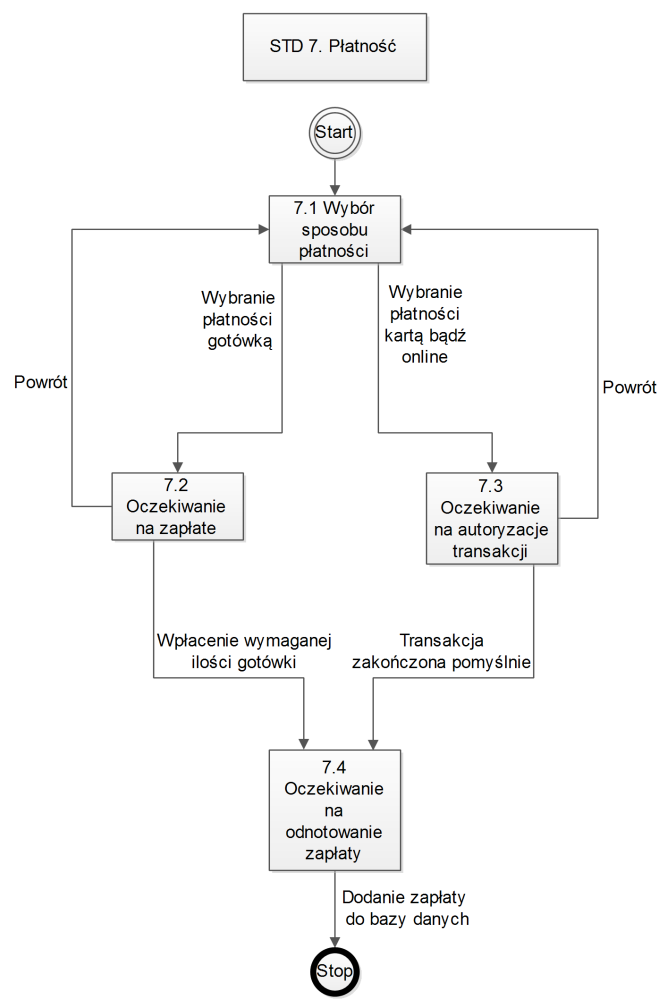 STD 7. Płatność
Start
7.1 Wybór
sposobu
płatności
Wybranie
płatności
gotówką
Wybranie
płatności
kartą bądź
online
Powrót
Powrót
7.2
Oczekiwanie
na zapłate
7.3
Oczekiwanie
na autoryzacje
transakcji
Wpłacenie wymaganej
ilości gotówki
Transakcja
zakończona pomyślnie
7.4
Oczekiwanie
na
odnotowanie
zapłaty
Dodanie zapłaty
do bazy danych
Stop